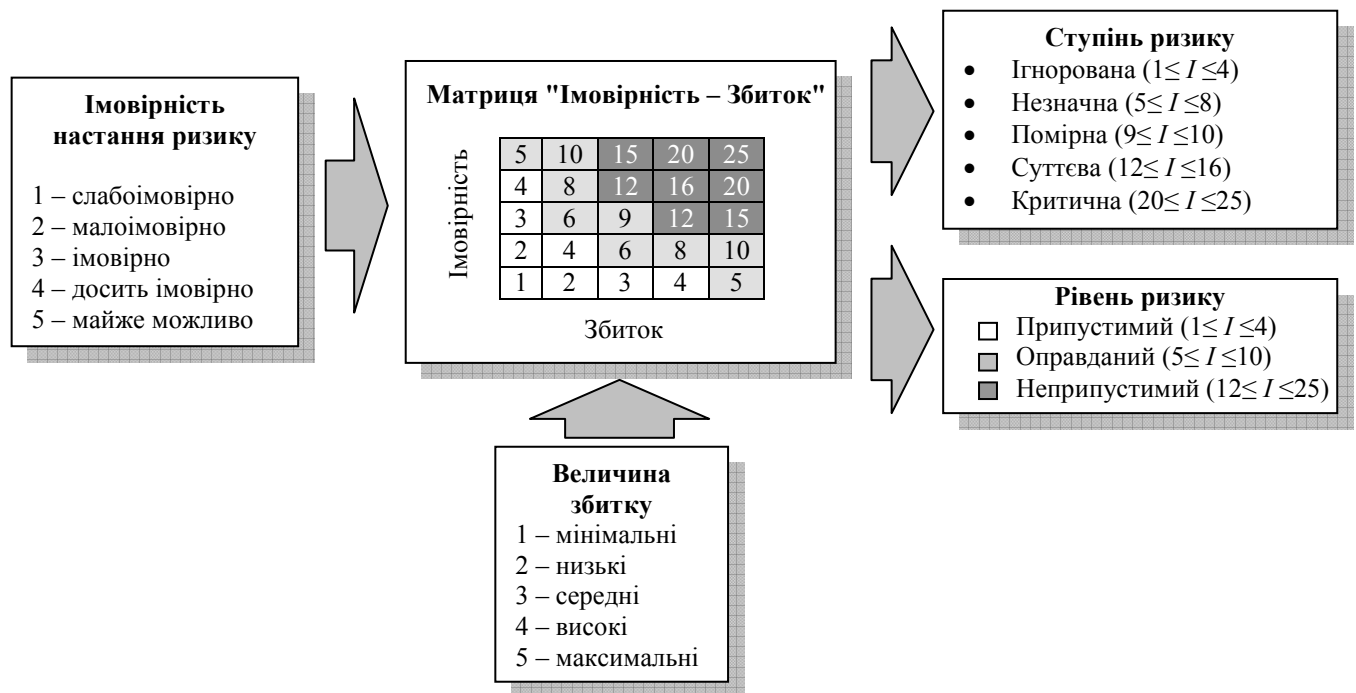 Імовірність
настання ризику
1 – слабоімовірно
2 – малоімовірно
3 – імовірно
4 – досить імовірно
5 – майже можливо
Матриця "Імовірність – Збиток"
Імовірність
5 10 15 20 25
4 8 12 16 20
3 6 9 12 15
2 4 6 8 10
1 2 3 4 5
Збиток
Величина
збитку
1 – мінімальні
2 – низькі
3 – середні
4 – високі
5 – максимальні
Ступінь ризику
• Ігнорована (1≤ I ≤4)
• Незначна (5≤ I ≤8)
• Помірна (9≤ I ≤10)
• Суттєва (12≤ I ≤16)
• Критична (20≤ I ≤25)
Рівень ризику
Припустимий (1≤ I ≤4)
Оправданий (5≤ I ≤10)
Неприпустимий (12≤ I ≤25)